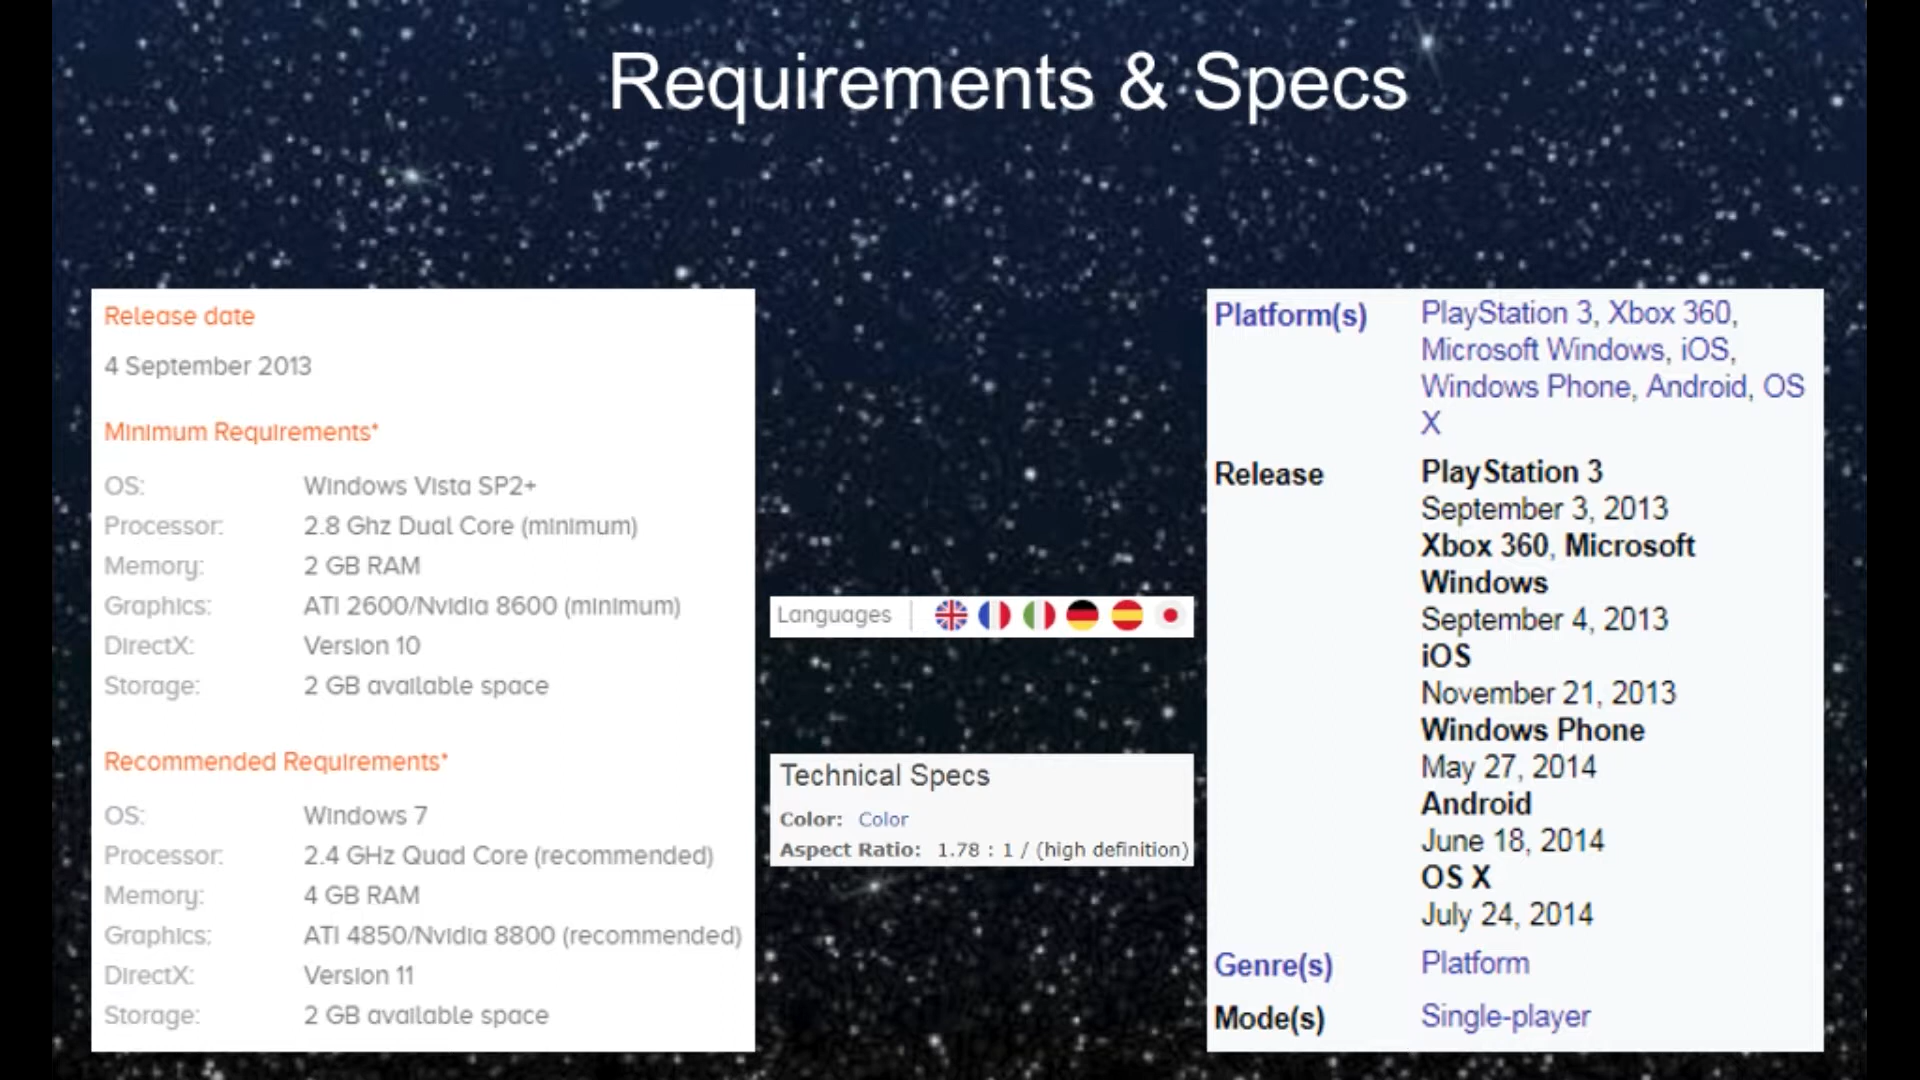 Requirements & Specs
Release date
4 September 2013
Minimum Requirements*
OS: Windows Vista SP2+
Processor: 2.8 Ghz Dual Core (minimum)
Memory: 2 GB RAM
Graphics: ATI 2600/Nvidia 8600 (minimum)
DirectX: Version 10
Storage: 2 GB available space
Recommended Requirements*
OS: Windows 7
Processor: 2.4 GHz Quad Core (recommended)
Memory: 4 GB RAM
Graphics: ATI 4850/Nvidia 8800 (recommended)
DirectX: Version 11
Storage: 2 GB available space
Languages
Technical Specs
Color: Color
Aspect Ratio: 1.78 : 1 / (high definition)
Platform(s) PlayStation 3, Xbox 360,
Microsoft Windows, iOS,
Windows Phone, Android, OS
X
Release PlayStation 3
September 3, 2013
Xbox 360, Microsoft
Windows
September 4, 2013
iOS
November 21, 2013
Windows Phone
May 27, 2014
Android
June 18, 2014
OS X
July 24, 2014
Genre(s) Platform
Mode(s) Single-player